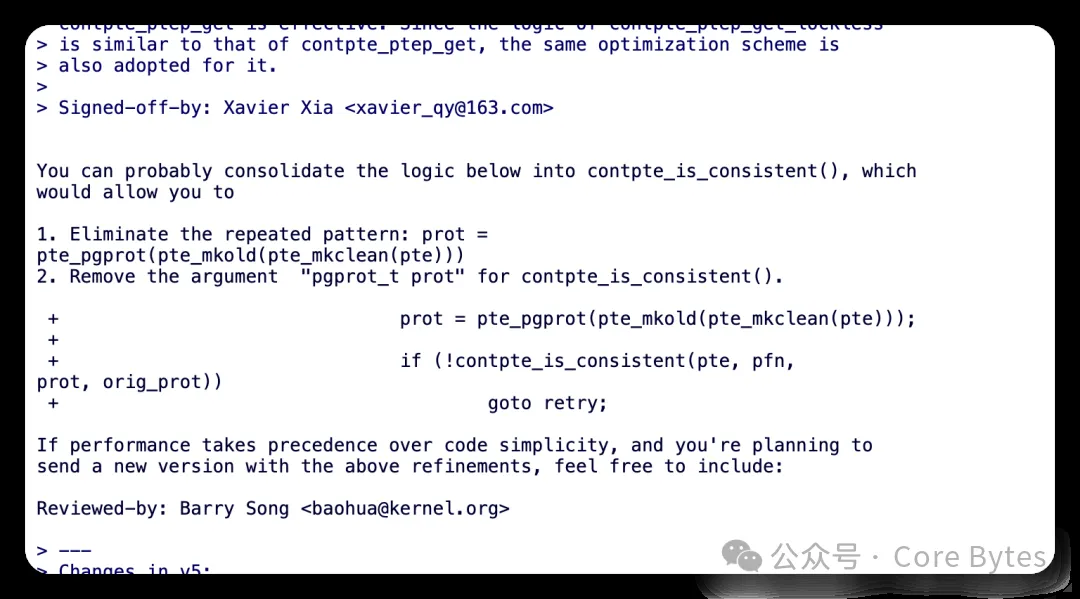 contpte_ptep_get is effective. Since the logic of contpte_ptep_get_lockless
> is similar to that of contpte_ptep_get, the same optimization scheme is
> also adopted for it.
>
> Signed-off-by: Xavier Xia <xavier_qy@163.com>
You can probably consolidate the logic below into contpte_is_consistent(), which
would allow you to
1. Eliminate the repeated pattern: prot =
pte_pgprot(pte_mkold(pte_mkclean(pte)))
2. Remove the argument  "pgprot_t prot" for contpte_is_consistent().
+ prot = pte_pgprot(pte_mkold(pte_mkclean(pte)));
+
+ if (!contpte_is_consistent(pte, pfn,
prot, orig_prot))
+ goto retry;
If performance takes precedence over code simplicity, and you're planning to
send a new version with the above refinements, feel free to include:
Reviewed-by: Barry Song <baohua@kernel.org>
> ---
> Changes in v5:
公众号 · Core Bytes